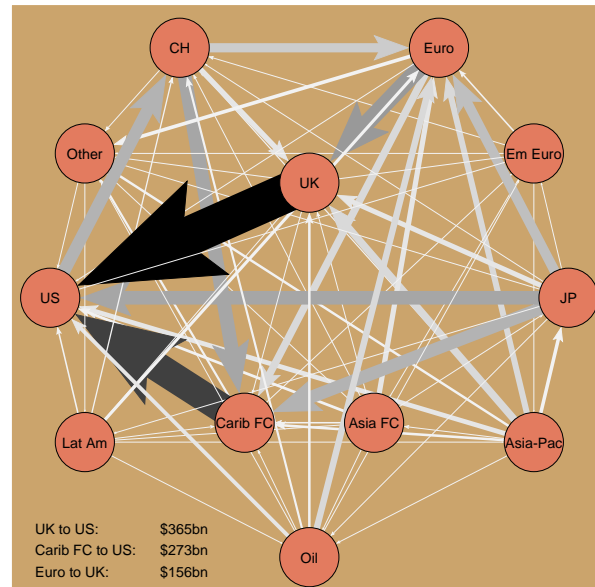 CH
Euro
Other
Em Euro
UK
US
JP
Lat Am
Carib FC
Asia FC
Asia-Pac
Oil
UK to US: $365bn
Carib FC to US: $273bn
Euro to UK: $156bn